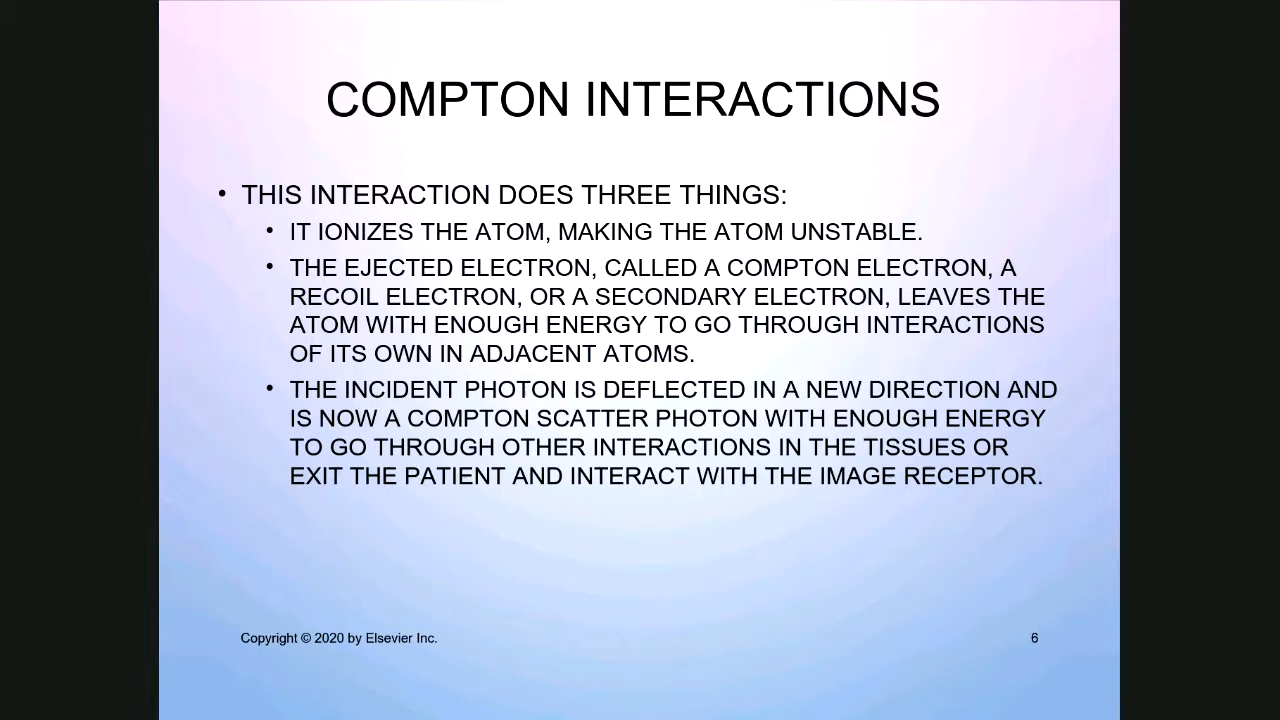 COMPTON INTERACTIONS
• THIS INTERACTION DOES THREE THINGS:
• IT IONIZES THE ATOM, MAKING THE ATOM UNSTABLE.
• THE EJECTED ELECTRON, CALLED A COMPTON ELECTRON, A
RECOIL ELECTRON, OR A SECONDARY ELECTRON, LEAVES THE
ATOM WITH ENOUGH ENERGY TO GO THROUGH INTERACTIONS
OF ITS OWN IN ADJACENT ATOMS.
• THE INCIDENT PHOTON IS DEFLECTED IN A NEW DIRECTION AND
IS NOW A COMPTON SCATTER PHOTON WITH ENOUGH ENERGY
TO GO THROUGH OTHER INTERACTIONS IN THE TISSUES OR
EXIT THE PATIENT AND INTERACT WITH THE IMAGE RECEPTOR.
Copyright © 2020 by Elsevier Inc.
6